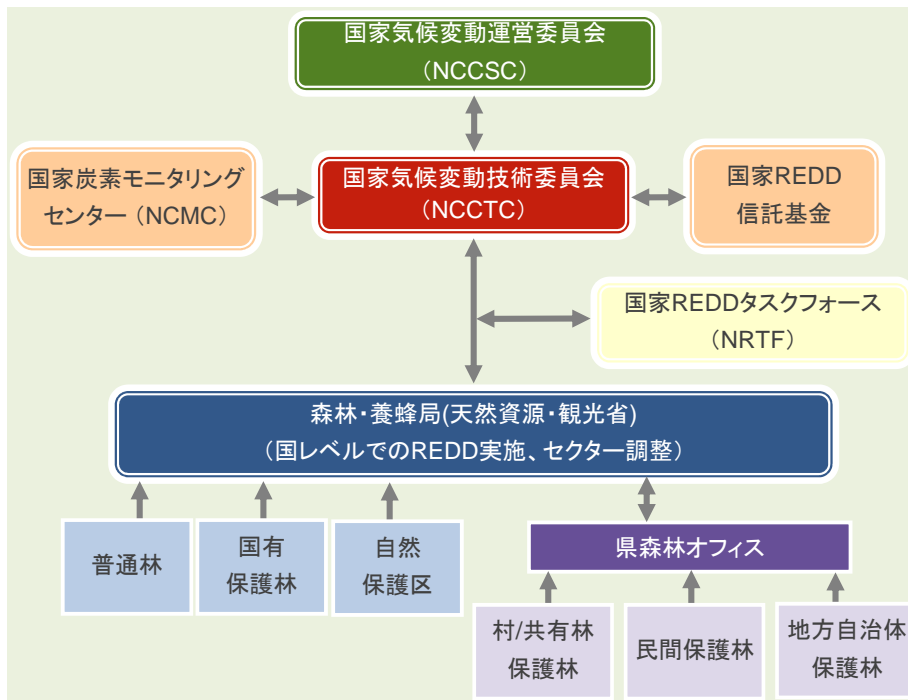 国家気候変動運営委員会
（NCCSC）
国家炭素モニタリング
センター（NCMC）
国家気候変動技術委員会
(NCCTC)
国家REDD
信託基金
国家REDDタスクフォース
（NRTF）
森林・養蜂局(天然資源・観光省)
（国レベルでのREDD実施、セクター調整）
普通林
国有
保護林
自然
保護区
県森林オフィス
村/共有林
保護林
民間保護林
地方自治体
保護林